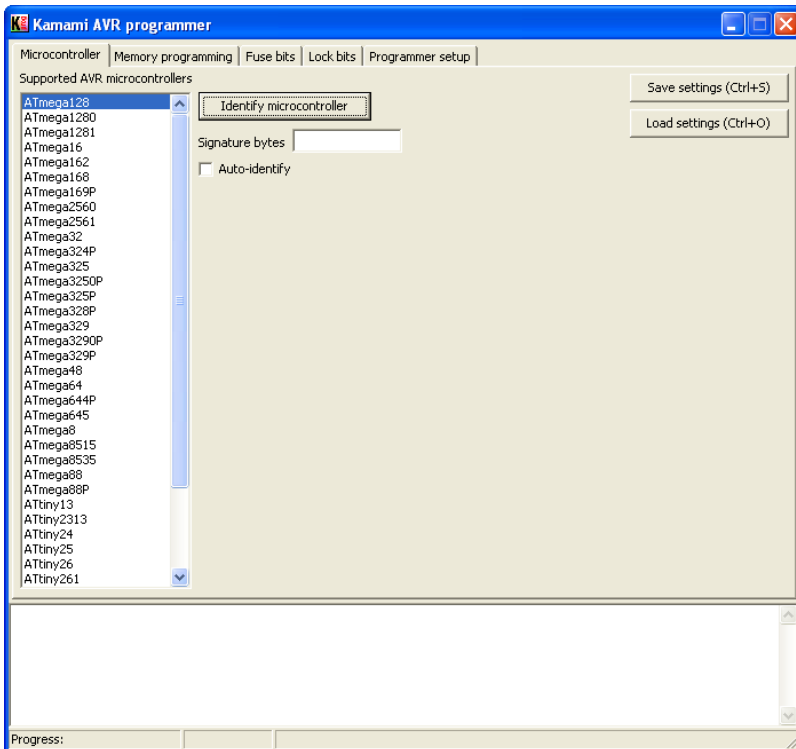 Kamami AVR programmer
Microcontroller
Memory programming
Fuse bits
Lock bits
Programmer setup
Supported AVR microcontrollers
ATmega128
ATmega1280
ATmega1281
ATmega16
ATmega162
ATmega168
ATmega169P
ATmega2560
ATmega2561
ATmega32
ATmega324P
ATmega325
ATmega3250P
ATmega325P
ATmega328P
ATmega329
ATmega3290P
ATmega329P
ATmega48
ATmega64
ATmega644P
ATmega645
ATmega8
ATmega8515
ATmega8535
ATmega88
ATmega88P
ATtiny13
ATtiny2313
ATtiny24
ATtiny25
ATtiny26
ATtiny261
Identify microcontroller
Signature bytes
Auto-identify
Save settings (Ctrl+S)
Load settings (Ctrl+O)
Progress: